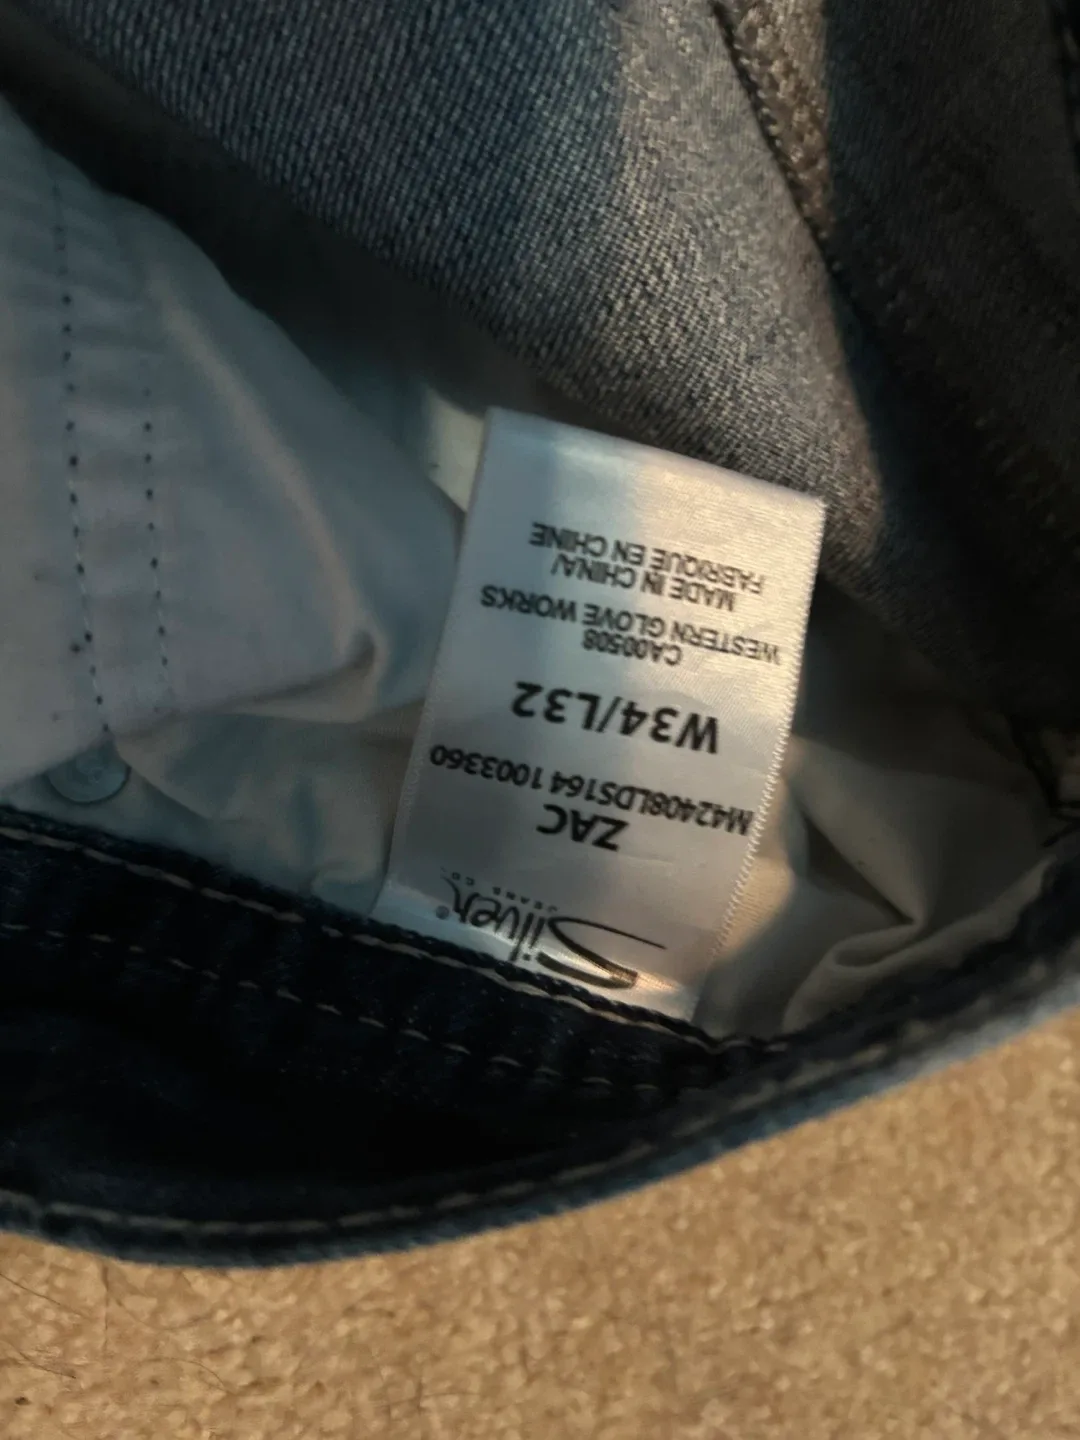 Silver®
JEANS CO.
ZAC
M42408LDS164 1003360
W34/L32
CA00508
WESTERN GLOVE WORKS
MADE IN CHINA/
FABRIQUE EN CHINE